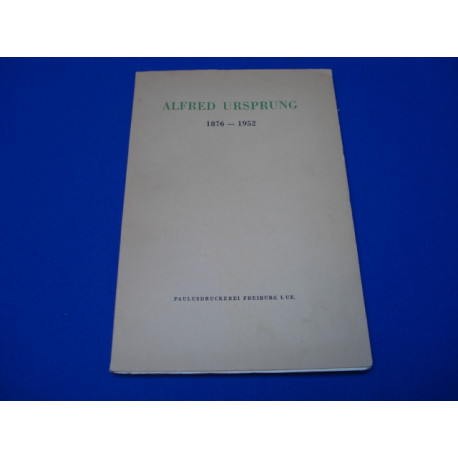 ALFRED URSPRUNG
1876 — 1952
PAULUSDRUCKEREI FREIBURG I. UE.